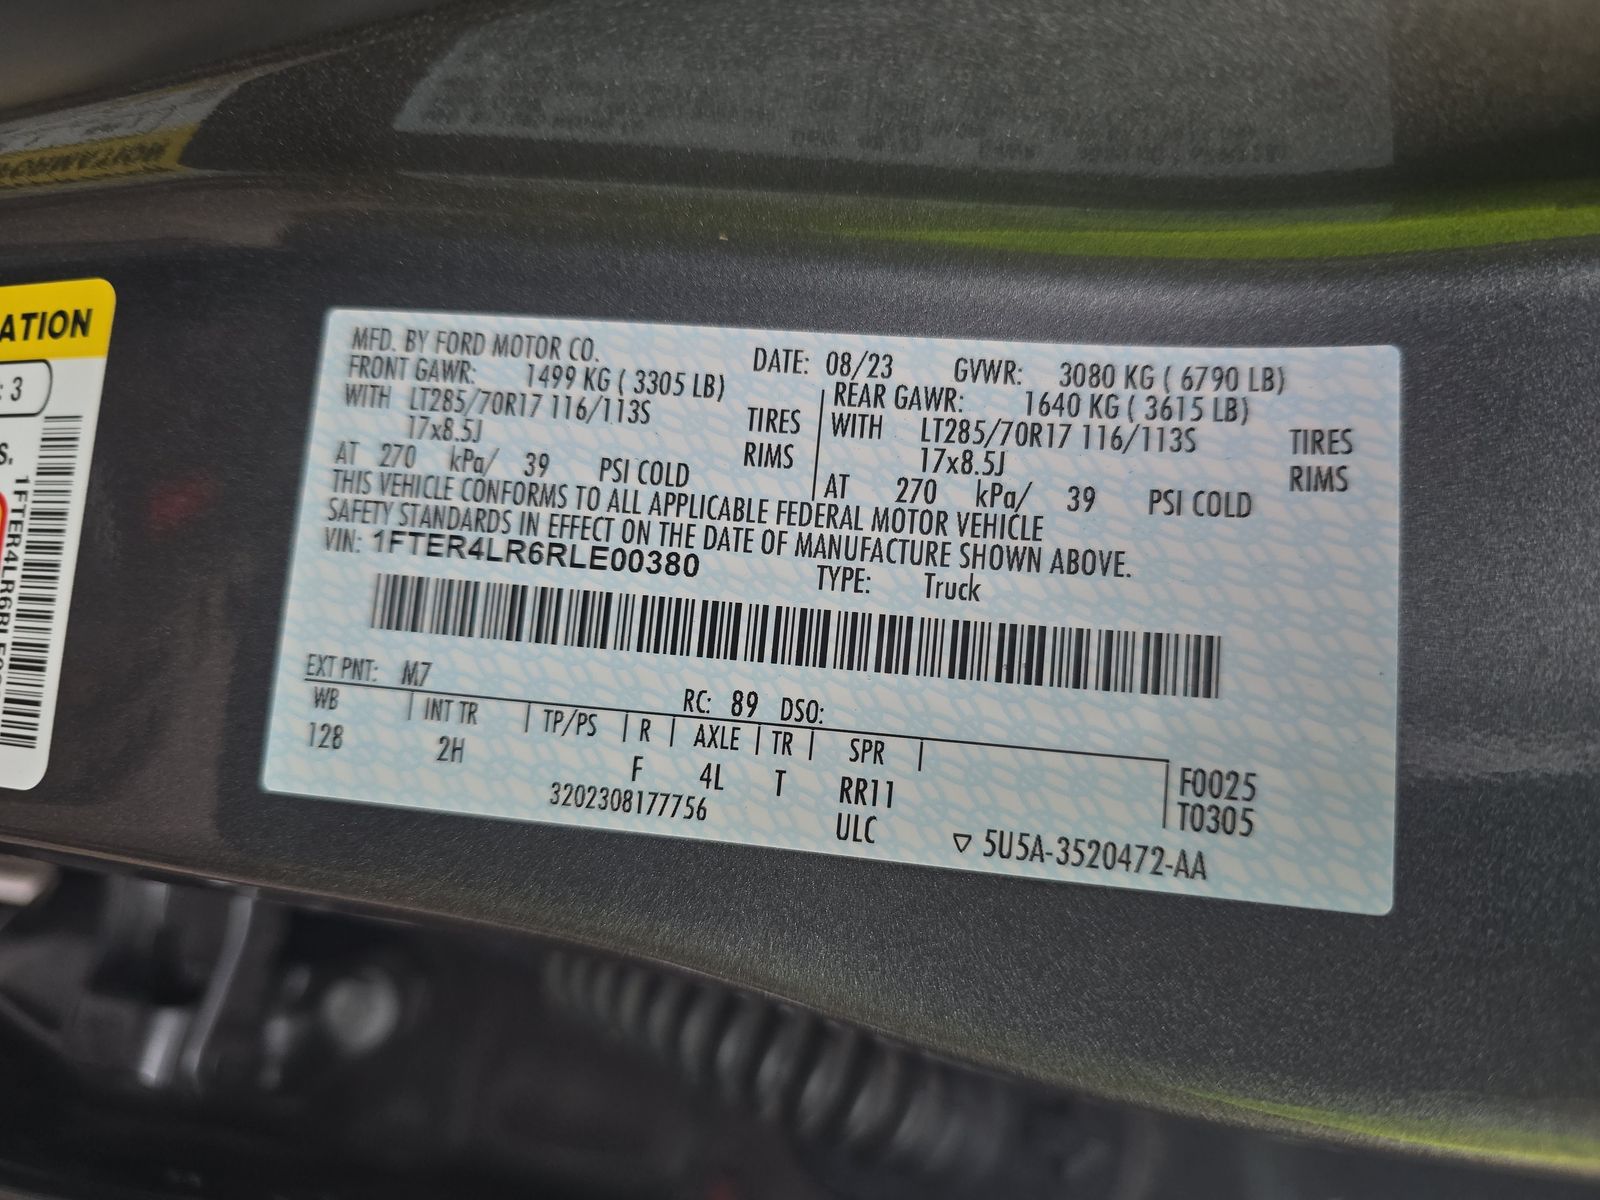 ATION
: 3
S.
1FTER4LR6RLE00
MFD. BY FORD MOTOR CO. DATE: 08/23 GVWR: 3080 KG ( 6790 LB)
FRONT GAWR: 1499 KG ( 3305 LB) REAR GAWR: 1640 KG ( 3615 LB)
WITH LT285/70R17 116/113S TIRES WITH LT285/70R17 116/113S TIRES
17x8.5J RIMS 17x8.5J RIMS
AT 270 kPa/ 39 PSI COLD AT 270 kPa/ 39 PSI COLD
THIS VEHICLE CONFORMS TO ALL APPLICABLE FEDERAL MOTOR VEHICLE
SAFETY STANDARDS IN EFFECT ON THE DATE OF MANUFACTURE SHOWN ABOVE.
VIN: 1FTER4LR6RLE00380 TYPE: Truck
EXT PNT: M7 RC: 89 DSO:
WB INT TR TP/PS R AXLE TR SPR
128 2H F 4L T RR11 F0025
3202308177756 ULC T0305
▽ 5U5A-3520472-AA